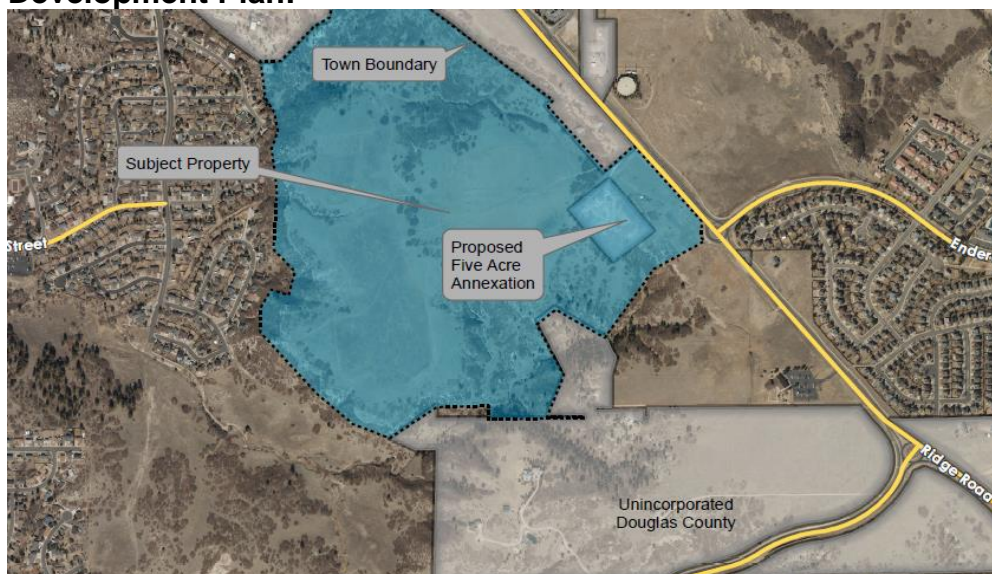 Development Plan.
Town Boundary
Subject Property
Street
Proposed
Five Acre
Annexation
Ender
Ridge Road
Unincorporated
Douglas County